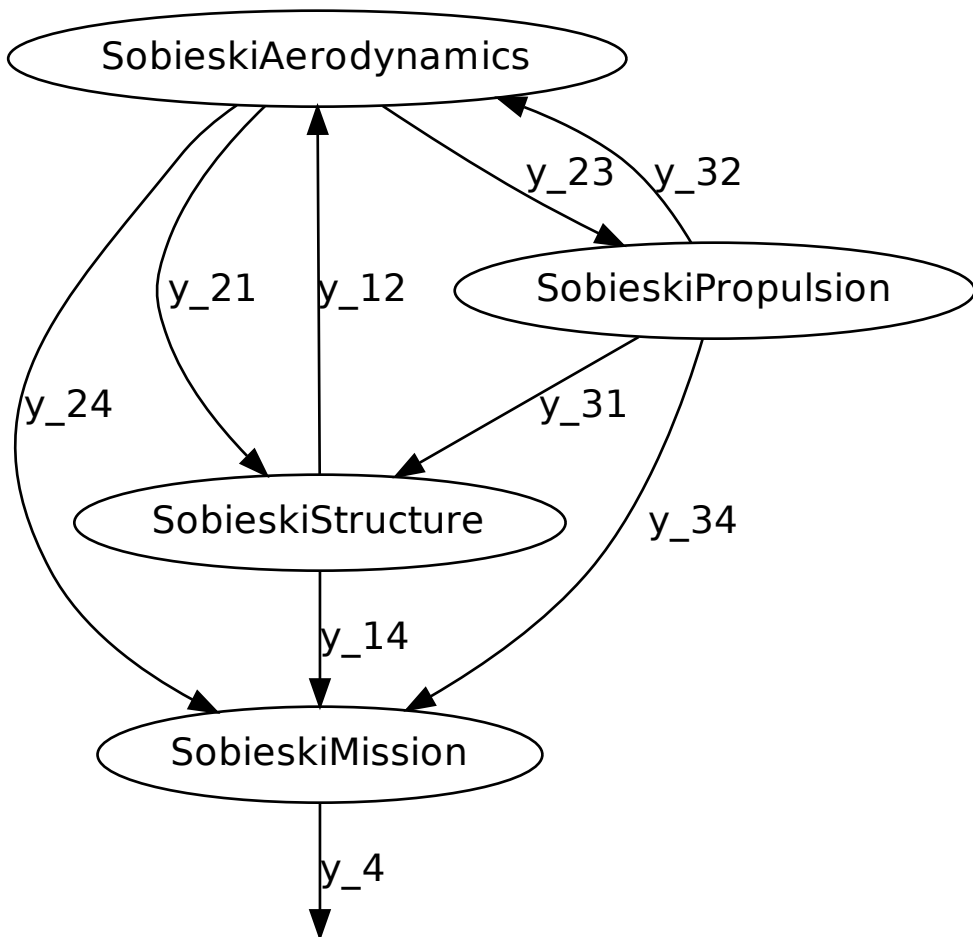 SobieskiAerodynamics
y_23
y_32
y_21
y_12
SobieskiPropulsion
y_24
y_31
SobieskiStructure
y_34
y_14
SobieskiMission
y_4